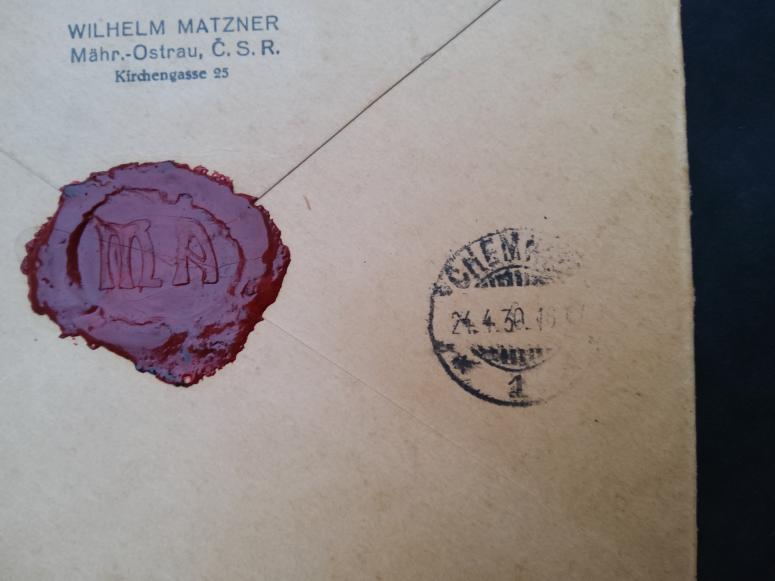 WILHELM MATZNER
Mähr.-Ostrau, Č. S. R.
Kirchengasse 25
MA
24.4.30.
1